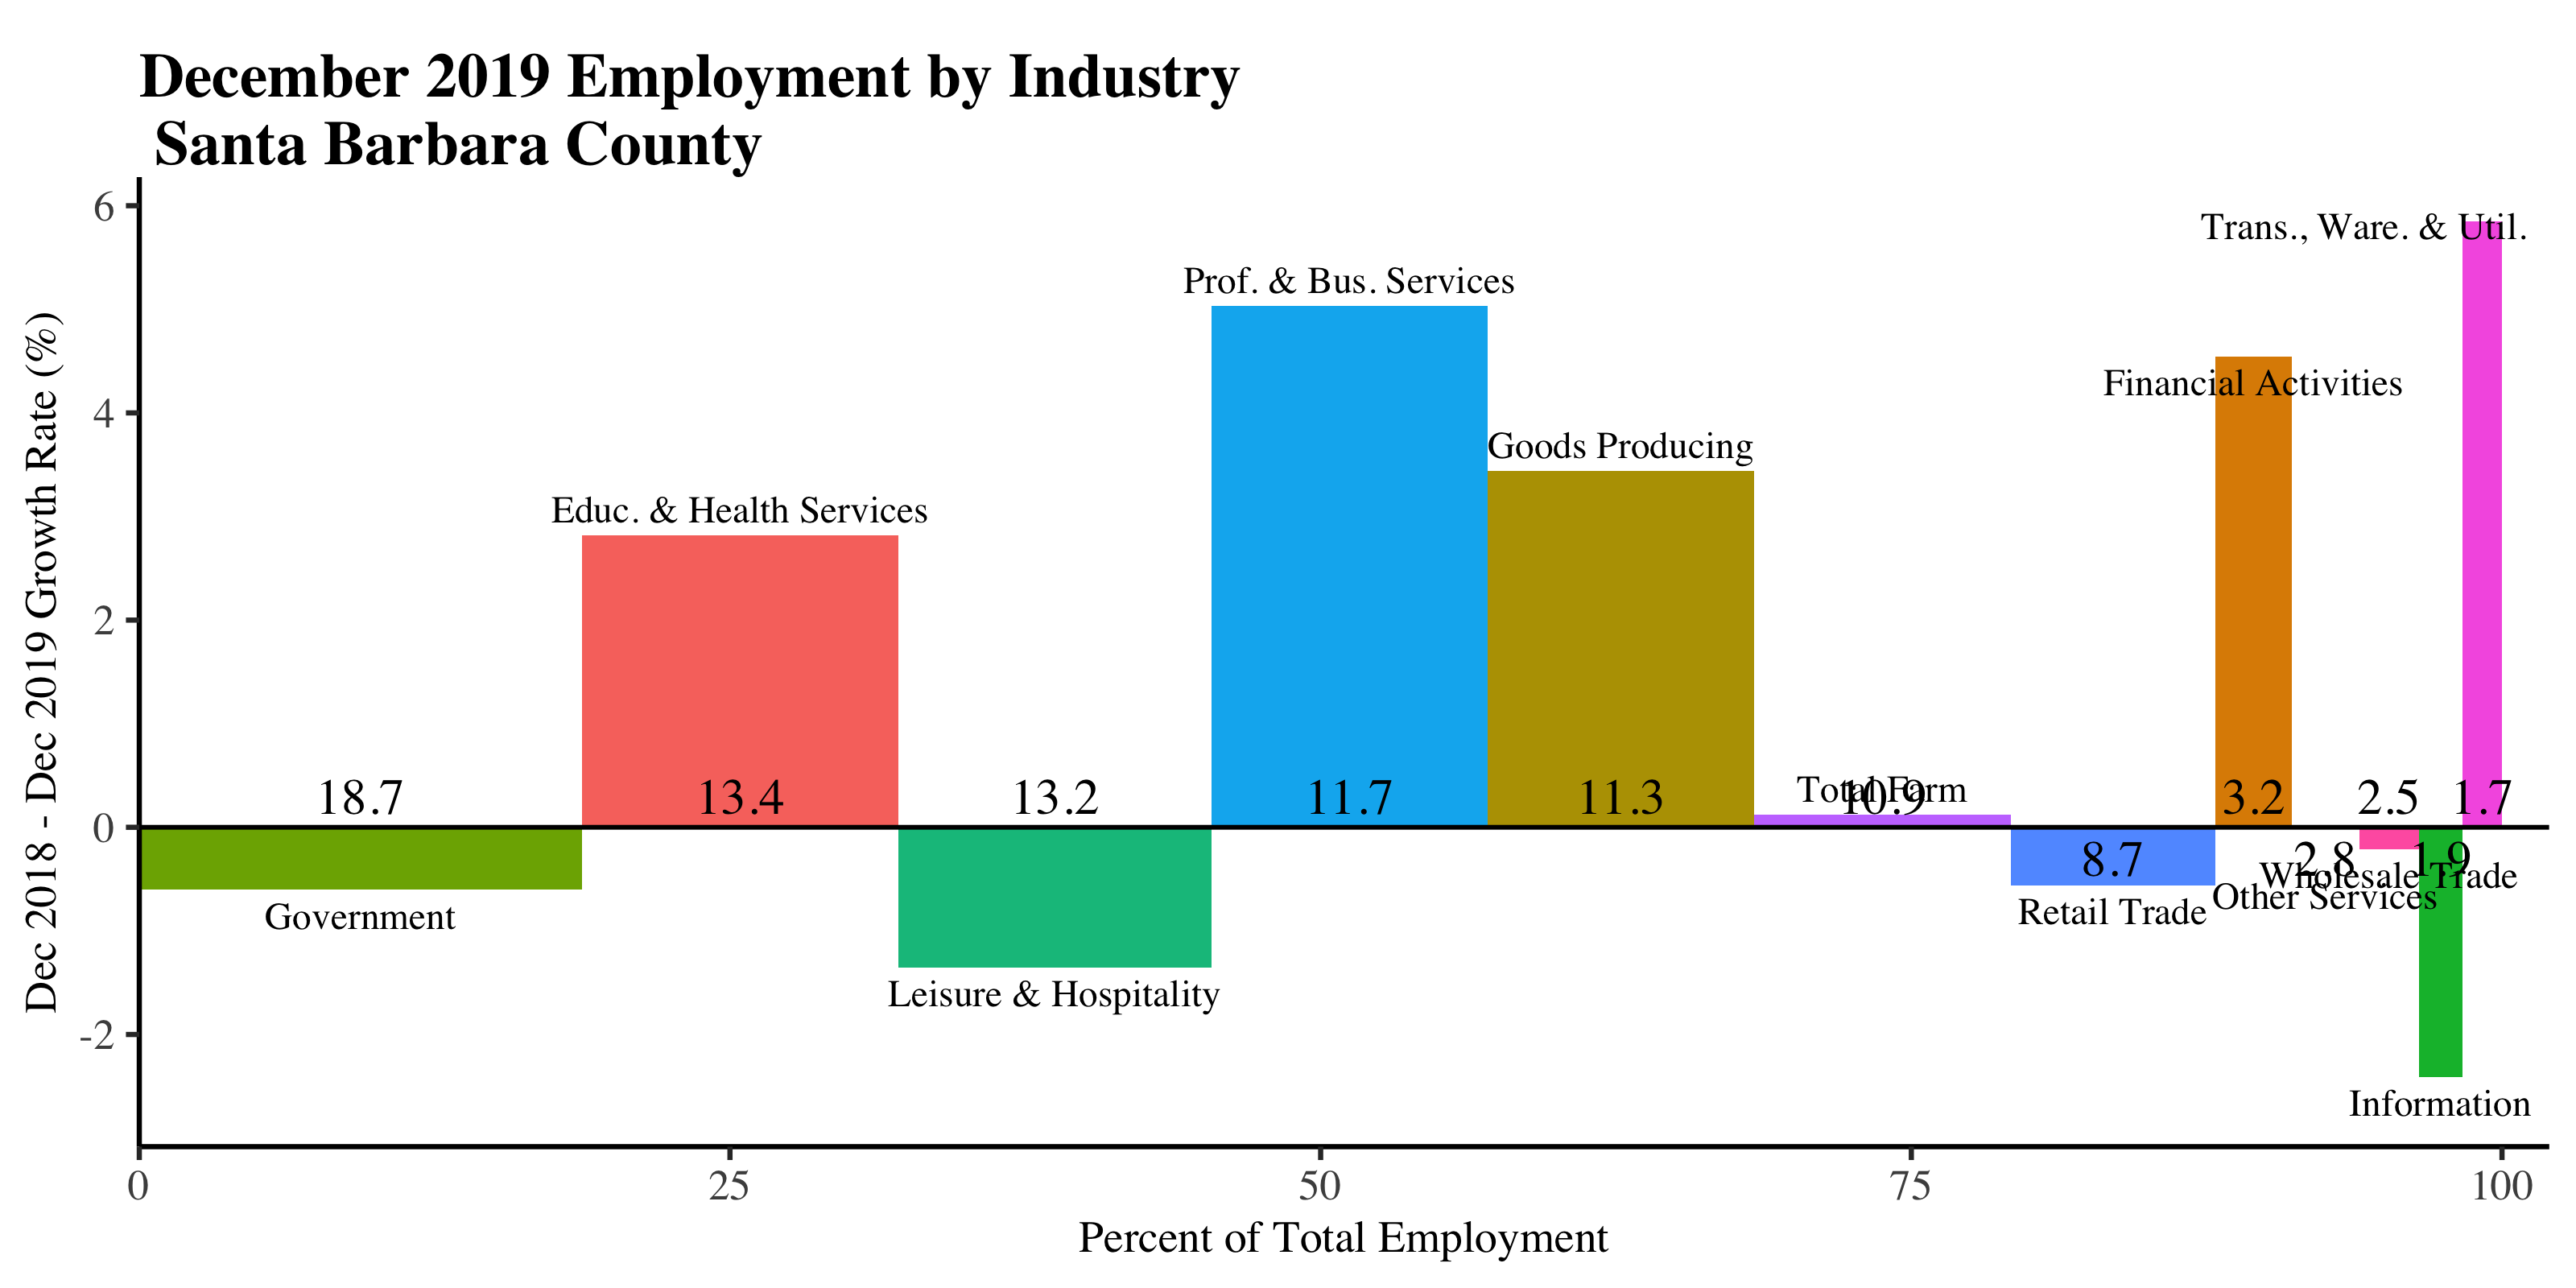 December 2019 Employment by Industry
Santa Barbara County
Dec 2018 - Dec 2019 Growth Rate (%)
6
4
2
0
-2
Trans., Ware. & Util.
Prof. & Bus. Services
Financial Activities
Goods Producing
Educ. & Health Services
Total Farm
18.7
13.4
13.2
11.7
11.3
10.9
8.7
3.2
2.8
2.5
1.9
1.7
Wholesale Trade
Other Services
Retail Trade
Government
Leisure & Hospitality
Information
0
25
50
75
100
Percent of Total Employment